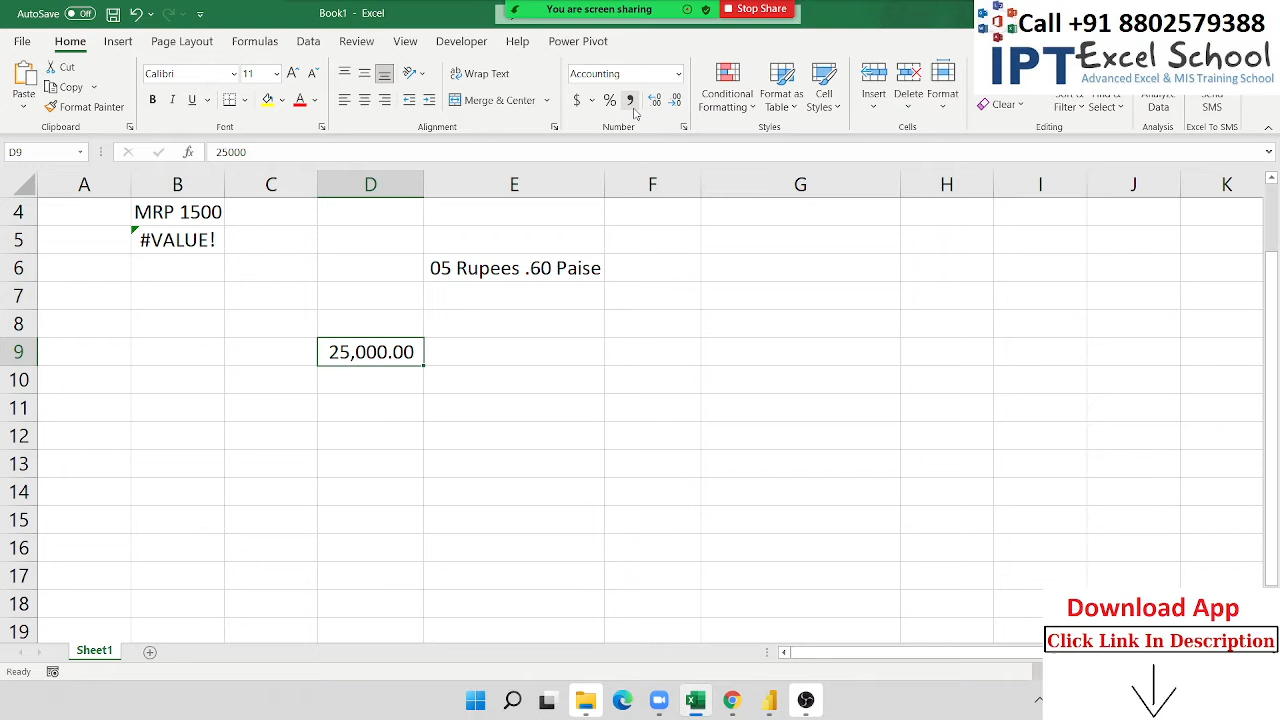 AutoSave Off Book1 - Excel You are screen sharing Stop Share
Call +91 8802579388
IPT Excel School
Advanced Excel & MIS Training School
File Home Insert Page Layout Formulas Data Review View Developer Help Power Pivot
Paste Cut Copy Format Painter
Calibri 11
B I U
Wrap Text
Merge & Center
Accounting
$ % ,
Conditional Formatting Format as Table Cell Styles
Insert Delete Format
Clear Filter Select Data SMS
Clipboard Font Alignment Number Styles Cells Editing Analysis Excel To SMS
D9 fx 25000
A B C D E F G H I J K
4 MRP 1500
5 #VALUE!
6 05 Rupees .60 Paise
7
8
9 25,000.00
10
11
12
13
14
15
16
17
18
19
Sheet1
Ready
Download App
Click Link In Description